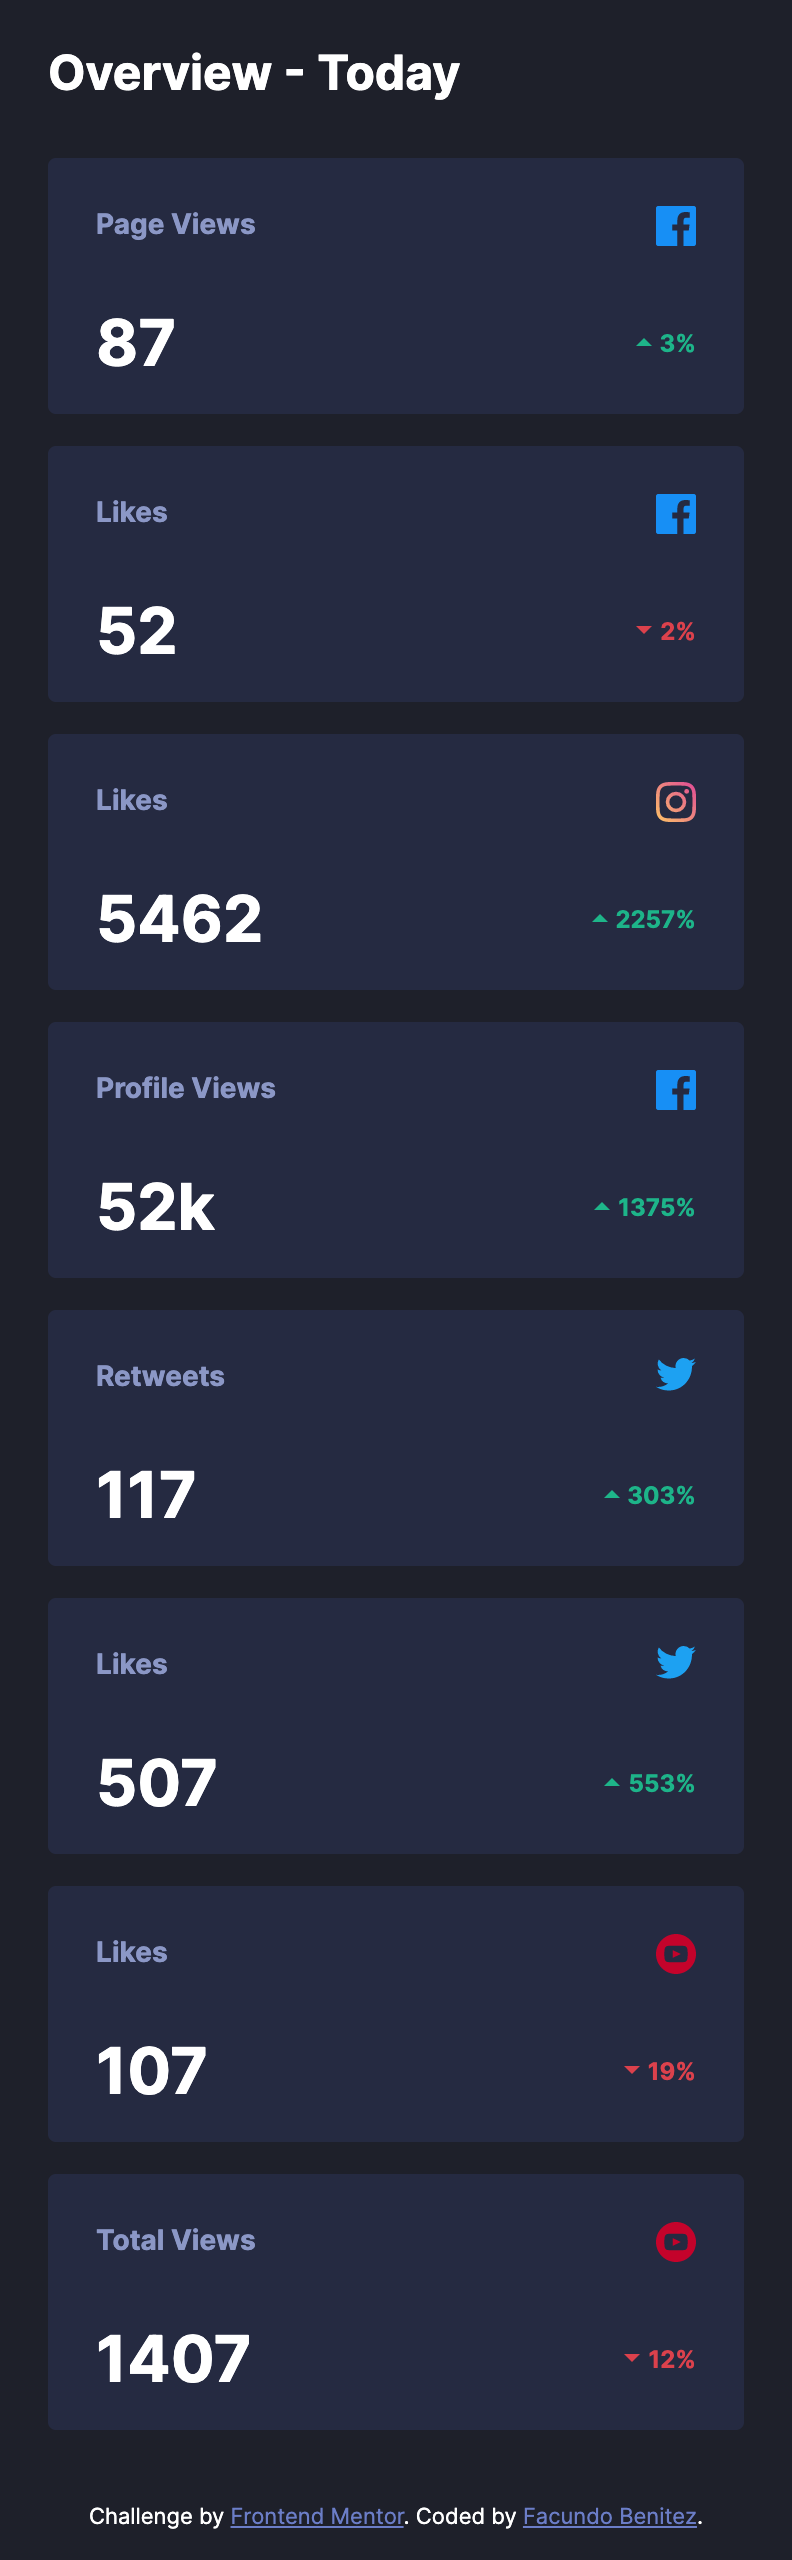 Overview - Today
Page Views
87
3%
Likes
52
2%
Likes
5462
2257%
Profile Views
52k
1375%
Retweets
117
303%
Likes
507
553%
Likes
107
19%
Total Views
1407
12%
Challenge by Frontend Mentor. Coded by Facundo Benitez.